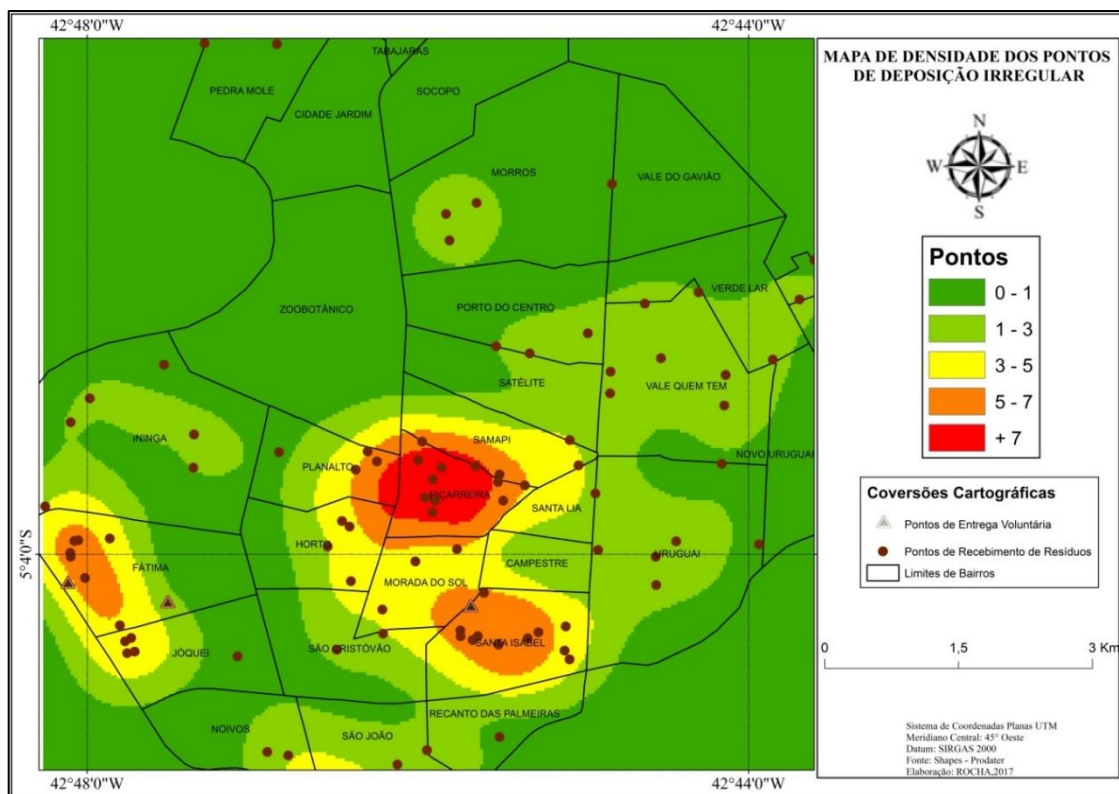 42°48'0"W
42°44'0"W
TABAJARAS
PEDRA MOLE
SOCOPO
CIDADE JARDIM
MORROS
VALE DO GAVIÃO
VERDE LAR
ZOOBOTÂNICO
PORTO DO CENTRO
SATÉLITE
VALE QUEM TEM
ININGA
SAMAPI
PLANALTO
NOVO URUGUAI
PICARREIRA
SANTA LIA
HORTO
5°4'0"S
URUGUAI
FÁTIMA
CAMPESTRE
MORADA DO SOL
SANTA ISABEL
SÃO CRISTÓVÃO
JÓQUEI
RECANTO DAS PALMEIRAS
NOIVOS
SÃO JOÃO
42°48'0"W
42°44'0"W
MAPA DE DENSIDADE DOS PONTOS
DE DEPOSIÇÃO IRREGULAR
N
W E
S
Pontos
0 - 1
1 - 3
3 - 5
5 - 7
+ 7
Coversões Cartográficas
Pontos de Entrega Voluntária
Pontos de Recebimento de Resíduos
Limites de Bairros
0 1,5 3 Km
Sistema de Coordenadas Planas UTM
Meridiano Central: 45° Oeste
Datum: SIRGAS 2000
Fonte: Shapes - Prodater
Elaboração: ROCHA,2017